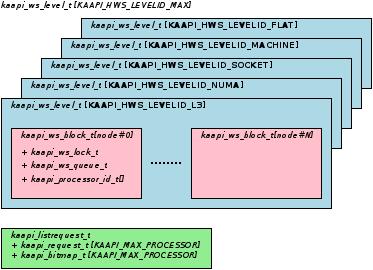 kaapi_ws_level_t [KAAPI_HWS_LEVELID_MAX]
kaapi_ws_level_t [KAAPI_HWS_LEVELID_FLAT]
kaapi_ws_level_t [KAAPI_HWS_LEVELID_MACHINE]
kaapi_ws_level_t [KAAPI_HWS_LEVELID_SOCKET]
kaapi_ws_level_t [KAAPI_HWS_LEVELID_NUMA]
kaapi_ws_level_t [KAAPI_HWS_LEVELID_L3]
kaapi_ws_block_t[node #0]
+ kaapi_ws_lock_t
+ kaapi_ws_queue_t
+ kaapi_processor_id_t[]
........
kaapi_ws_block_t[node #N]
kaapi_listrequest_t
+ kaapi_request_t [KAAPI_MAX_PROCESSOR]
+ kaapi_bitmap_t [KAAPI_MAX_PROCESSOR]